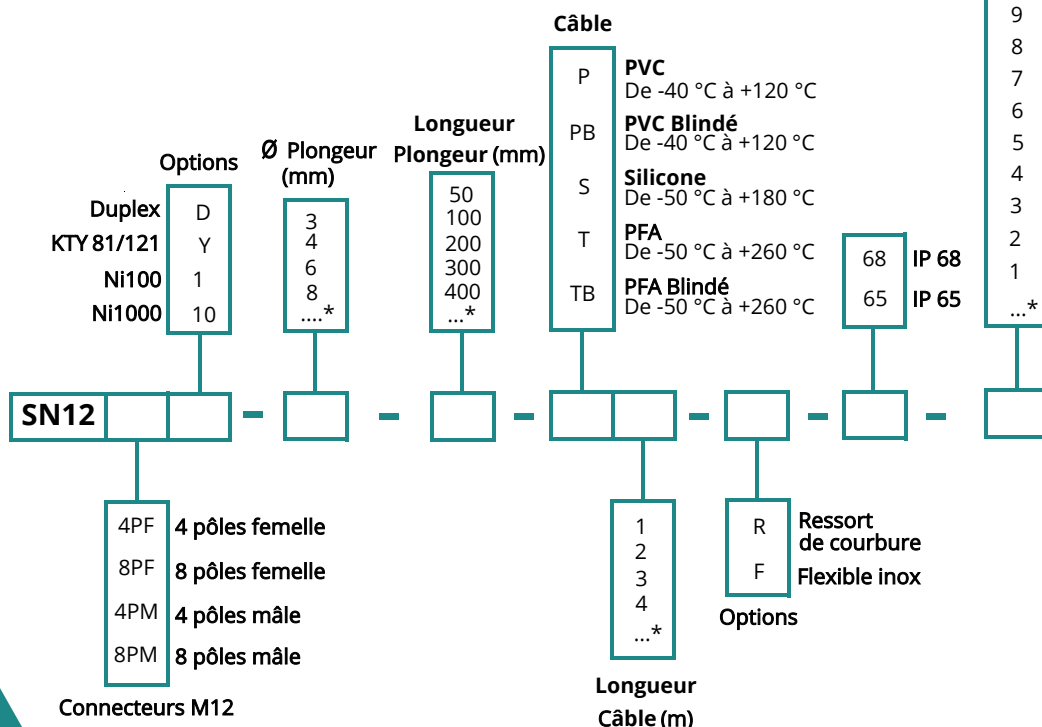 Câble
P
PVC
De -40 °C à +120 °C
PB
PVC Blindé
De -40 °C à +120 °C
S
Silicone
De -50 °C à +180 °C
T
PFA
De -50 °C à +260 °C
TB
PFA Blindé
De -50 °C à +260 °C
Options
Duplex D
KTY 81/121 Y
Ni100 1
Ni1000 10
Ø Plongeur
(mm)
3
4
6
8
....*
Longueur
Plongeur (mm)
50
100
200
300
400
...*
68 IP 68
65 IP 65
9
8
7
6
5
4
3
2
1
...*
SN12 - - - - - -
4PF 4 pôles femelle
8PF 8 pôles femelle
4PM 4 pôles mâle
8PM 8 pôles mâle
Connecteurs M12
1
2
3
4
...*
Longueur
Câble (m)
R Ressort
de courbure
F Flexible inox
Options